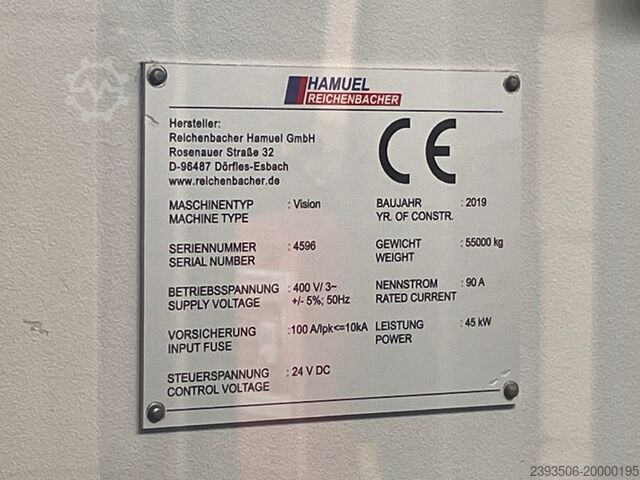 HAMUEL
REICHENBACHER
Hersteller:
Reichenbacher Hamuel GmbH
Rosenauer Straße 32
D-96487 Dörfles-Esbach
www.reichenbacher.de
CE
MASCHINENTYP : Vision
MACHINE TYPE
BAUJAHR : 2019
YR. OF CONSTR.
SERIENNUMMER : 4596
SERIAL NUMBER
GEWICHT : 55000 kg
WEIGHT
BETRIEBSSPANNUNG : 400 V/ 3~
SUPPLY VOLTAGE +/- 5%; 50Hz
NENNSTROM : 90 A
RATED CURRENT
VORSICHERUNG : 100 A/Ipk<=10kA
INPUT FUSE
LEISTUNG : 45 kW
POWER
STEUERSPANNUNG : 24 V DC
CONTROL VOLTAGE
2393506-20000195